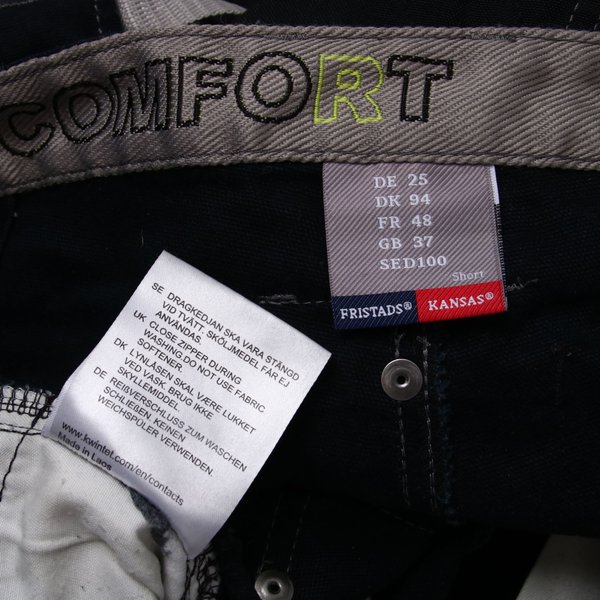 COMFORT
DE 25
DK 94
FR 48
GB 37
SED100
Short
FRISTADS® KANSAS®
SE DRAGKEDJAN SKA VARA STÄNGD
VID TVÄTT. SKÖLJMEDEL FÅR EJ
ANVÄNDAS.
UK CLOSE ZIPPER DURING
WASHING DO NOT USE FABRIC
SOFTENER.
DK LYNLÅSEN SKAL VÆRE LUKKET
VED VASK. BRUG IKKE
SKYLLEMIDDEL.
DE REIßVERSCHLUSS ZUM WASCHEN
SCHLIEßEN KEINEN
WEICHSPÜLER VERWENDEN.
www.kwintet.com/en/contacts
Made in Laos